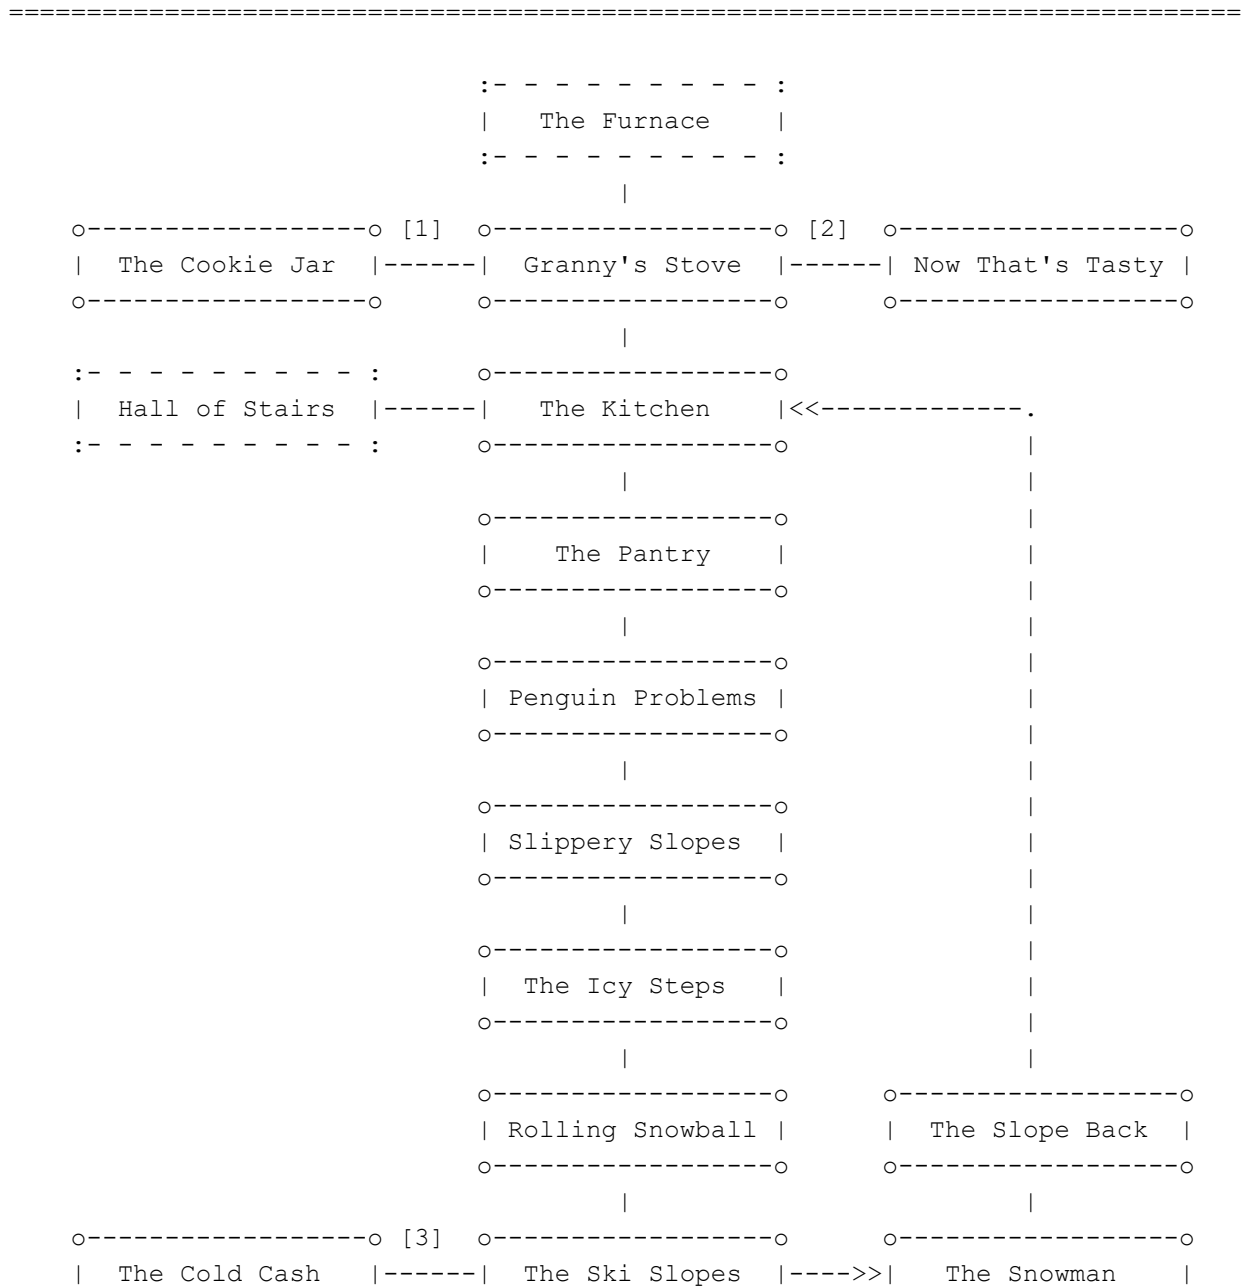 ===============================================================================
:- - - - - - - - - :
|   The Furnace    |
:- - - - - - - - - :
|
o------------------o [1]  o------------------o [2]  o------------------o
|  The Cookie Jar  |------|  Granny's Stove  |------| Now That's Tasty |
o------------------o      o------------------o      o------------------o
|
:- - - - - - - - - :      o------------------o
|  Hall of Stairs  |------|   The Kitchen    |<<-------------.
:- - - - - - - - - :      o------------------o               |
|                         |
o------------------o               |
|    The Pantry    |               |
o------------------o               |
|                         |
o------------------o               |
| Penguin Problems |               |
o------------------o               |
|                         |
o------------------o               |
| Slippery Slopes  |               |
o------------------o               |
|                         |
o------------------o               |
|  The Icy Steps   |               |
o------------------o               |
|                         |
o------------------o      o------------------o
| Rolling Snowball |      |  The Slope Back  |
o------------------o      o------------------o
|                         |
o------------------o [3]  o------------------o      o------------------o
|  The Cold Cash   |------|  The Ski Slopes  |---->>|   The Snowman    |